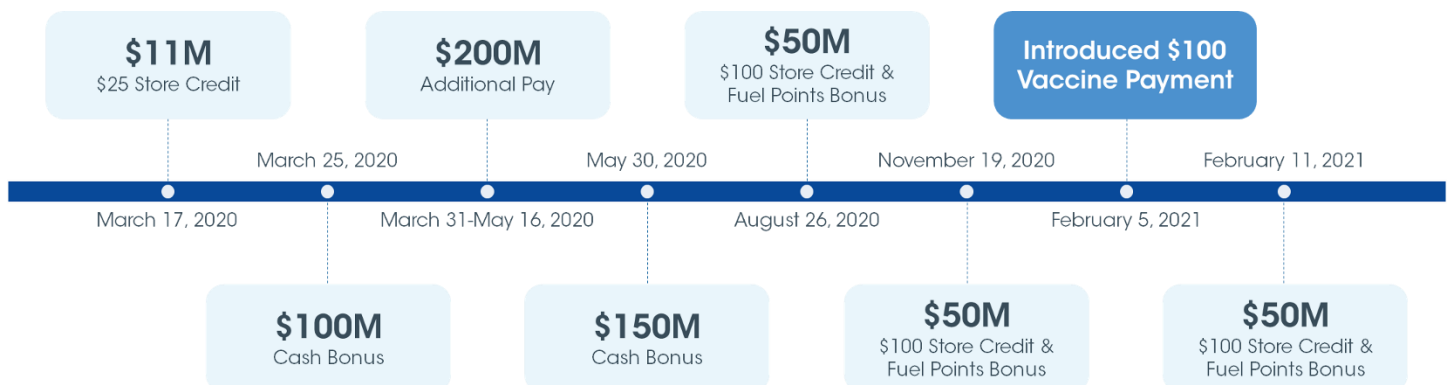 $11M
$25 Store Credit
$200M
Additional Pay
$50M
$100 Store Credit &
Fuel Points Bonus
Introduced $100
Vaccine Payment
March 25, 2020
May 30, 2020
November 19, 2020
February 11, 2021
March 17, 2020
March 31-May 16, 2020
August 26, 2020
February 5, 2021
$100M
Cash Bonus
$150M
Cash Bonus
$50M
$100 Store Credit &
Fuel Points Bonus
$50M
$100 Store Credit &
Fuel Points Bonus